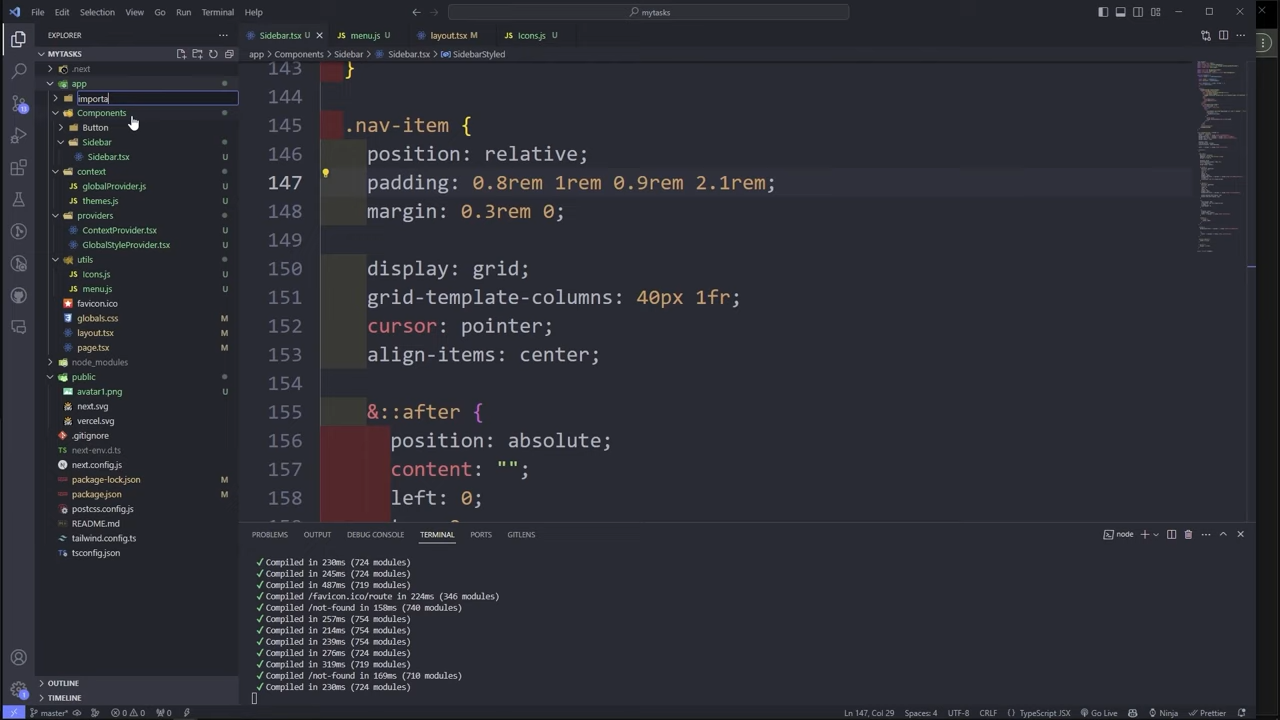 File Edit Selection View Go Run Terminal Help
mytasks
EXPLORER
MYTASKS
.next
app
importa
Components
Button
Sidebar
Sidebar.tsx U
context
globalProvider.js U
themes.js U
providers
ContextProvider.tsx U
GlobalStyleProvider.tsx U
utils
Icons.js U
menu.js U
favicon.ico
globals.css M
layout.tsx M
page.tsx M
node_modules
public
avatar1.png U
next.svg
vercel.svg
.gitignore
next-env.d.ts
next.config.js
package-lock.json M
package.json M
postcss.config.js
README.md
tailwind.config.ts
tsconfig.json
OUTLINE
TIMELINE
Sidebar.tsx U menu.js U layout.tsx M Icons.js U
app > Components > Sidebar > Sidebar.tsx > SidebarStyled
143 }
144
145 .nav-item {
146 position: relative;
147 padding: 0.8rem 1rem 0.9rem 2.1rem;
148 margin: 0.3rem 0;
149
150 display: grid;
151 grid-template-columns: 40px 1fr;
152 cursor: pointer;
153 align-items: center;
154
155 &::after {
156 position: absolute;
157 content: "";
158 left: 0;
PROBLEMS OUTPUT DEBUG CONSOLE TERMINAL PORTS GITLENS
node
✓ Compiled in 230ms (724 modules)
✓ Compiled in 245ms (724 modules)
✓ Compiled in 487ms (719 modules)
✓ Compiled /favicon.ico/route in 224ms (346 modules)
✓ Compiled /not-found in 158ms (740 modules)
✓ Compiled in 257ms (754 modules)
✓ Compiled in 214ms (754 modules)
✓ Compiled in 239ms (754 modules)
✓ Compiled in 276ms (724 modules)
✓ Compiled in 319ms (719 modules)
✓ Compiled /not-found in 169ms (710 modules)
✓ Compiled in 230ms (724 modules)
master* 0 0 0 Ln 147, Col 29 Spaces: 4 UTF-8 CRLF TypeScript JSX Go Live Ninja Prettier